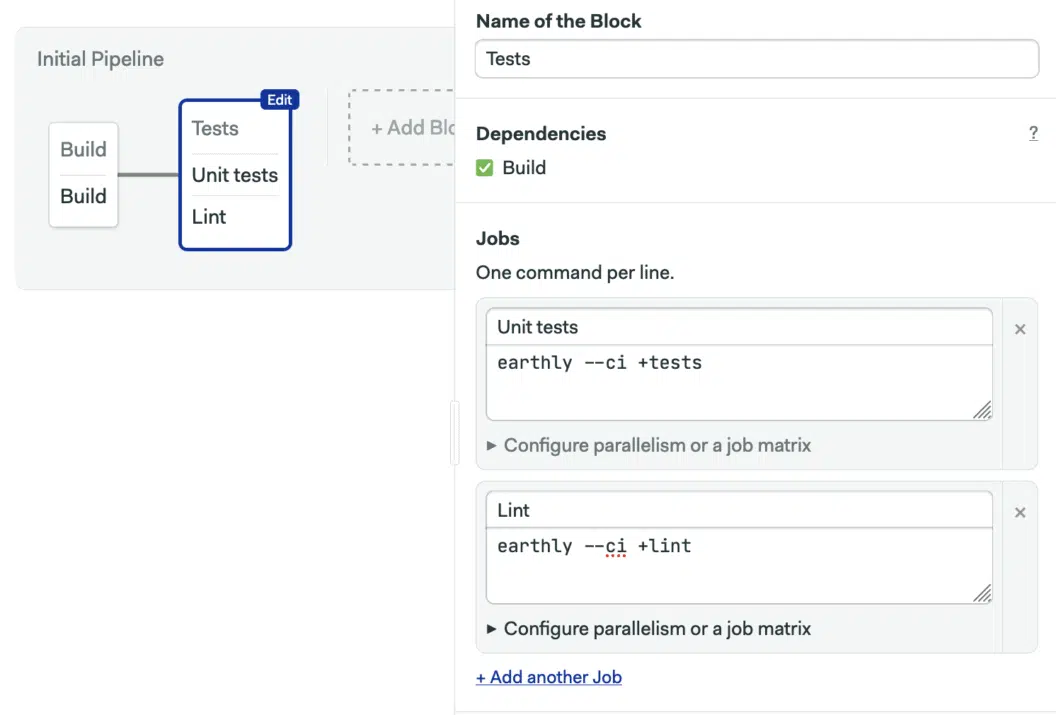 Initial Pipeline
Build
Build
Edit
Tests
Unit tests
Lint
+ Add Blo
Name of the Block
Tests
Dependencies
?
Build
Jobs
One command per line.
Unit tests
earthly --ci +tests
Configure parallelism or a job matrix
Lint
earthly --ci +lint
Configure parallelism or a job matrix
+ Add another Job